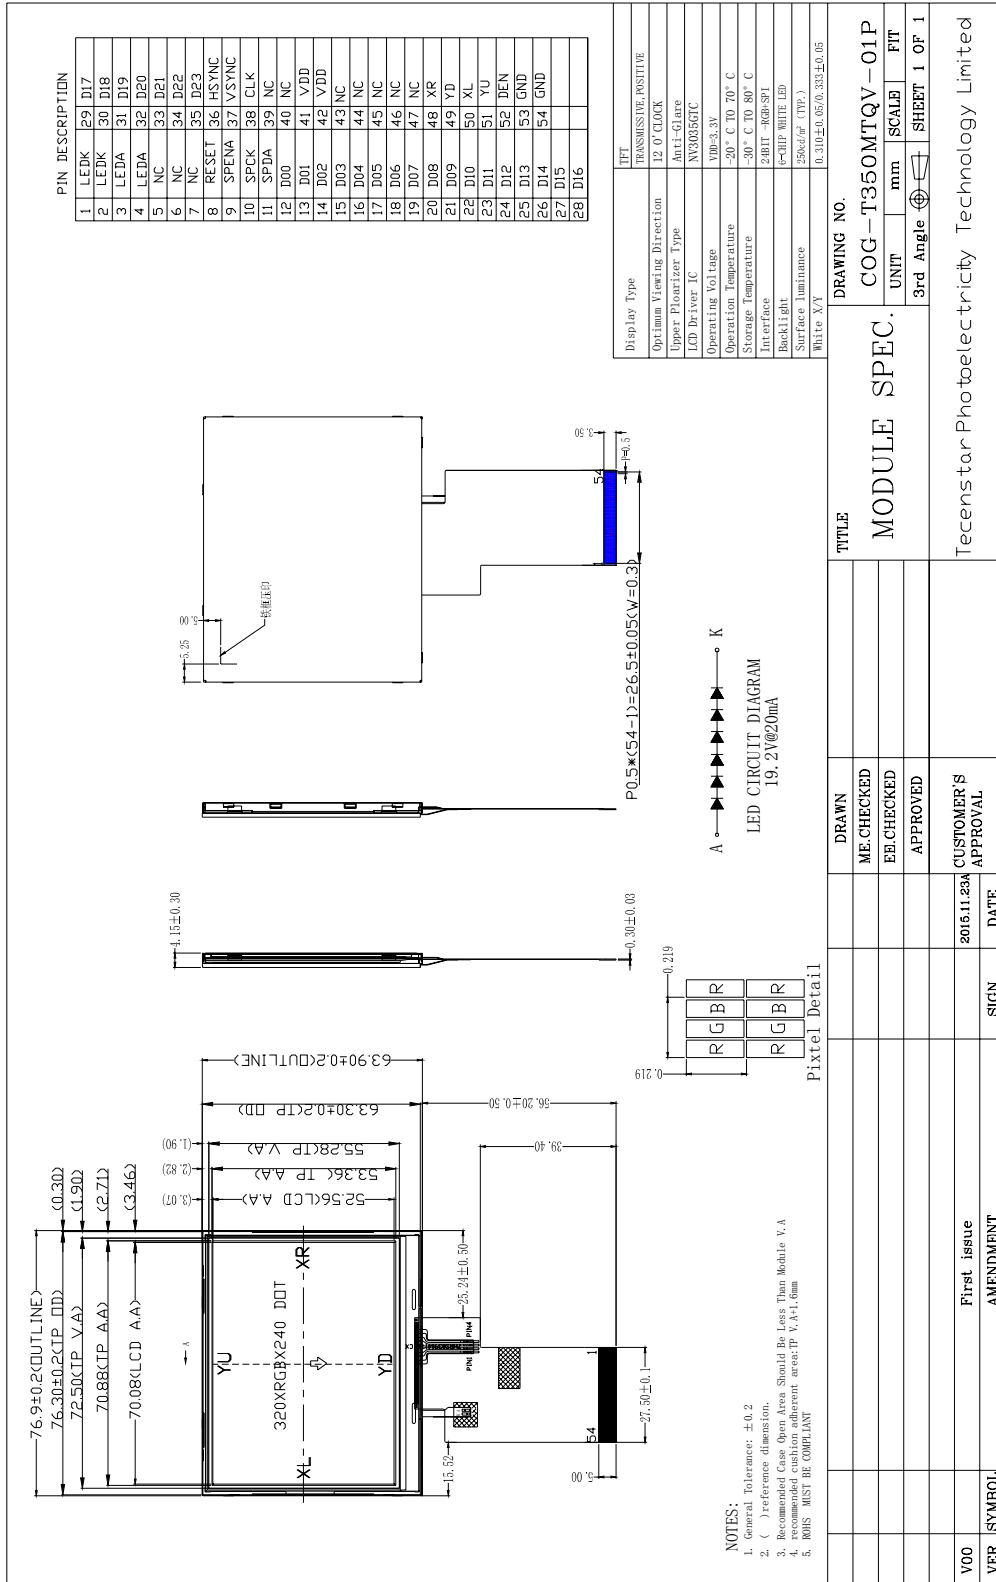 PIN DESCRIPTION
1 LEDK 29 D17
2 LEDK 30 D18
3 LEDA 31 D19
4 LEDA 32 D20
5 NC 33 D21
6 NC 34 D22
7 NC 35 D23
8 RESET 36 HSYNC
9 SPENA 37 VSYNC
10 SPCK 38 CLK
11 SPDA 39 NC
12 D00 40 NC
13 D01 41 VDD
14 D02 42 VDD
15 D03 43 NC
16 D04 44 NC
17 D05 45 NC
18 D06 46 NC
19 D07 47 NC
20 D08 48 XR
21 D09 49 YD
22 D10 50 XL
23 D11 51 YU
24 D12 52 DEN
25 D13 53 GND
26 D14 54 GND
27 D15
28 D16
76.9±0.2(OUTLINE)
76.30±0.2(TP OD)
72.50(TP V.A)
70.88(TP A.A)
70.08(LCD A.A)
(0.30)
(1.90)
(2.71)
(3.46)
63.90±0.2(OUTLINE)
63.30±0.2(TP OD)
55.28(TP V.A)
53.36( TP A.A)
52.56(LCD A.A)
(1.90)
(2.82)
(3.07)
A
YU
XL
XR
YD
320XRGBX240 DOT
PIN1 PIN4
15.52
25.24±0.50
39.40
56.20±0.50
54 1
5.00
27.50±0.1
4.15±0.30
0.30±0.03
5.25
5.00
铁框压印
54
3.50
P=0.5
P0.5*(54-1)=26.5±0.05(W=0.3)
0.219
0.219
R G B R
R G B R
Pixtel Detail
A K
LED CIRCUIT DIAGRAM
19.2V@20mA
NOTES:
1. General Tolerance: ±0.2
2. ( )reference dimension.
3. Recommended Case Open Area Should Be Less Than Module V.A
4. recommended cushion adherent area:TP V.A+1.6mm
5. ROHS MUST BE COMPLIANT
Display Type TFT TRANSMISSIVE,POSITIVE
Optimum Viewing Direction 12 O'CLOCK
Upper Ploarizer Type Anti-Glare
LCD Driver IC NV3035GTC
Operating Voltage VDD=3.3V
Operation Temperature -20° C TO 70° C
Storage Temperature -30° C TO 80° C
Interface 24BIT -RGB+SPI
Backlight 6-CHIP WHITE LED
Surface luminance 250cd/㎡ (TYP.)
White X/Y 0.310±0.05/0.333±0.05
V00 First issue 2015.11.23A
VER SYMBOL AMENDMENT SIGN DATE
DRAWN
ME.CHECKED
EE.CHECKED
APPROVED
CUSTOMER'S
APPROVAL
TITLE
MODULE SPEC.
DRAWING NO.
COG-T350MTQV-01P
UNIT mm SCALE FIT
3rd Angle SHEET 1 OF 1
Tecenstar Photoelectricity Technology Limited